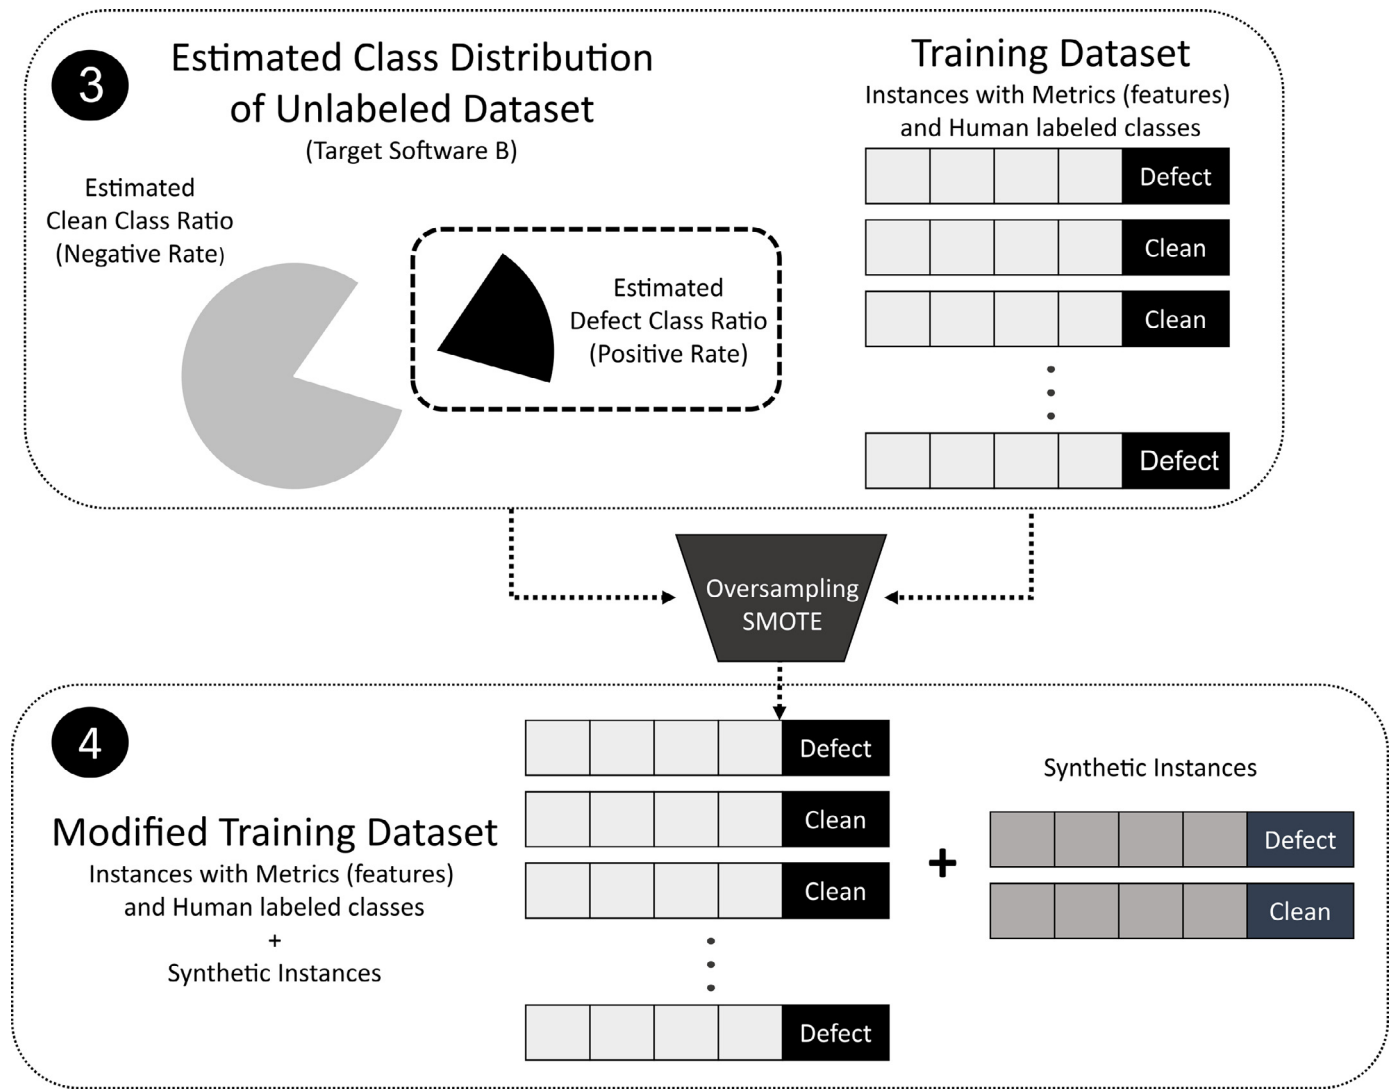 3
Estimated Class Distribution
of Unlabeled Dataset
(Target Software B)
Estimated
Clean Class Ratio
(Negative Rate)
Estimated
Defect Class Ratio
(Positive Rate)
Training Dataset
Instances with Metrics (features)
and Human labeled classes
Defect
Clean
Clean
Defect
Oversampling
SMOTE
4
Modified Training Dataset
Instances with Metrics (features)
and Human labeled classes
+
Synthetic Instances
Defect
Clean
Clean
Defect
+
Synthetic Instances
Defect
Clean